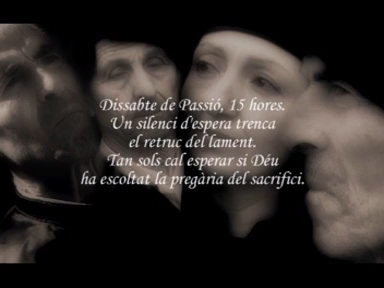 Dissabte de Passió, 15 hores.
Un silenci d'espera trenca
el retruc del lament.
Tan sols cal esperar si Déu
ha escoltat la pregària del sacrifici.